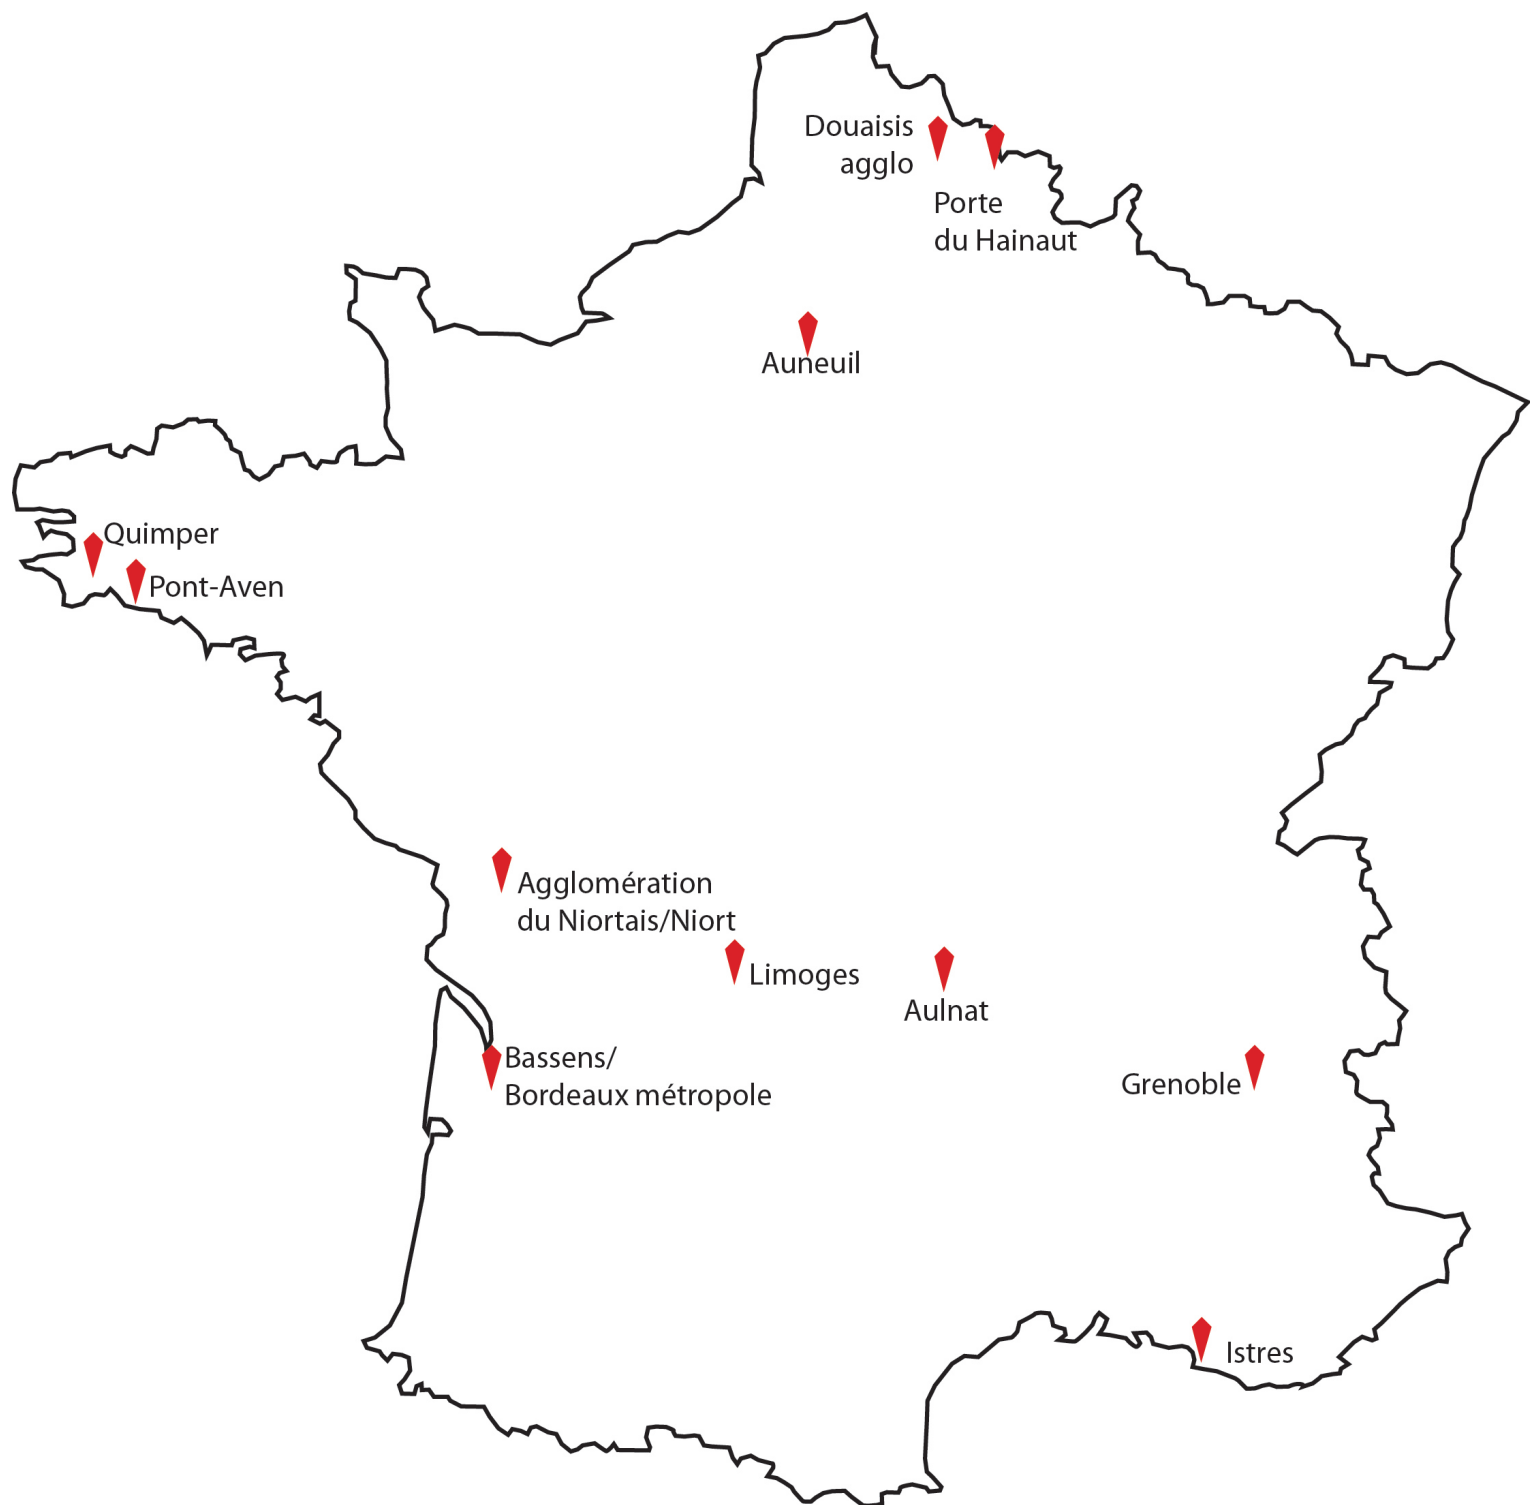 Douaisis
agglo
Porte
du Hainaut
Auneuil
Quimper
Pont-Aven
Agglomération
du Niortais/Niort
Limoges
Aulnat
Bassens/
Bordeaux métropole
Grenoble
Istres